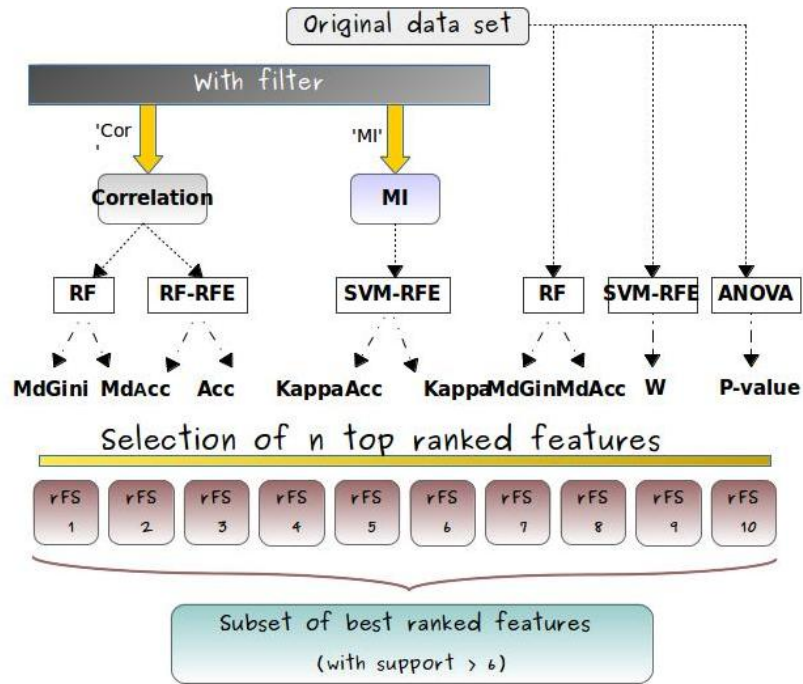 Original data set
With filter
'Cor
'
'MI'
Correlation
MI
RF
RF-RFE
SVM-RFE
RF
SVM-RFE
ANOVA
MdGini
MdAcc
Acc
Kappa
Acc
Kappa
MdGin
MdAcc
W
P-value
Selection of n top ranked features
rFS
1
rFS
2
rFS
3
rFS
4
rFS
5
rFS
6
rFS
7
rFS
8
rFS
9
rFS
10
Subset of best ranked features
(with support > 6)